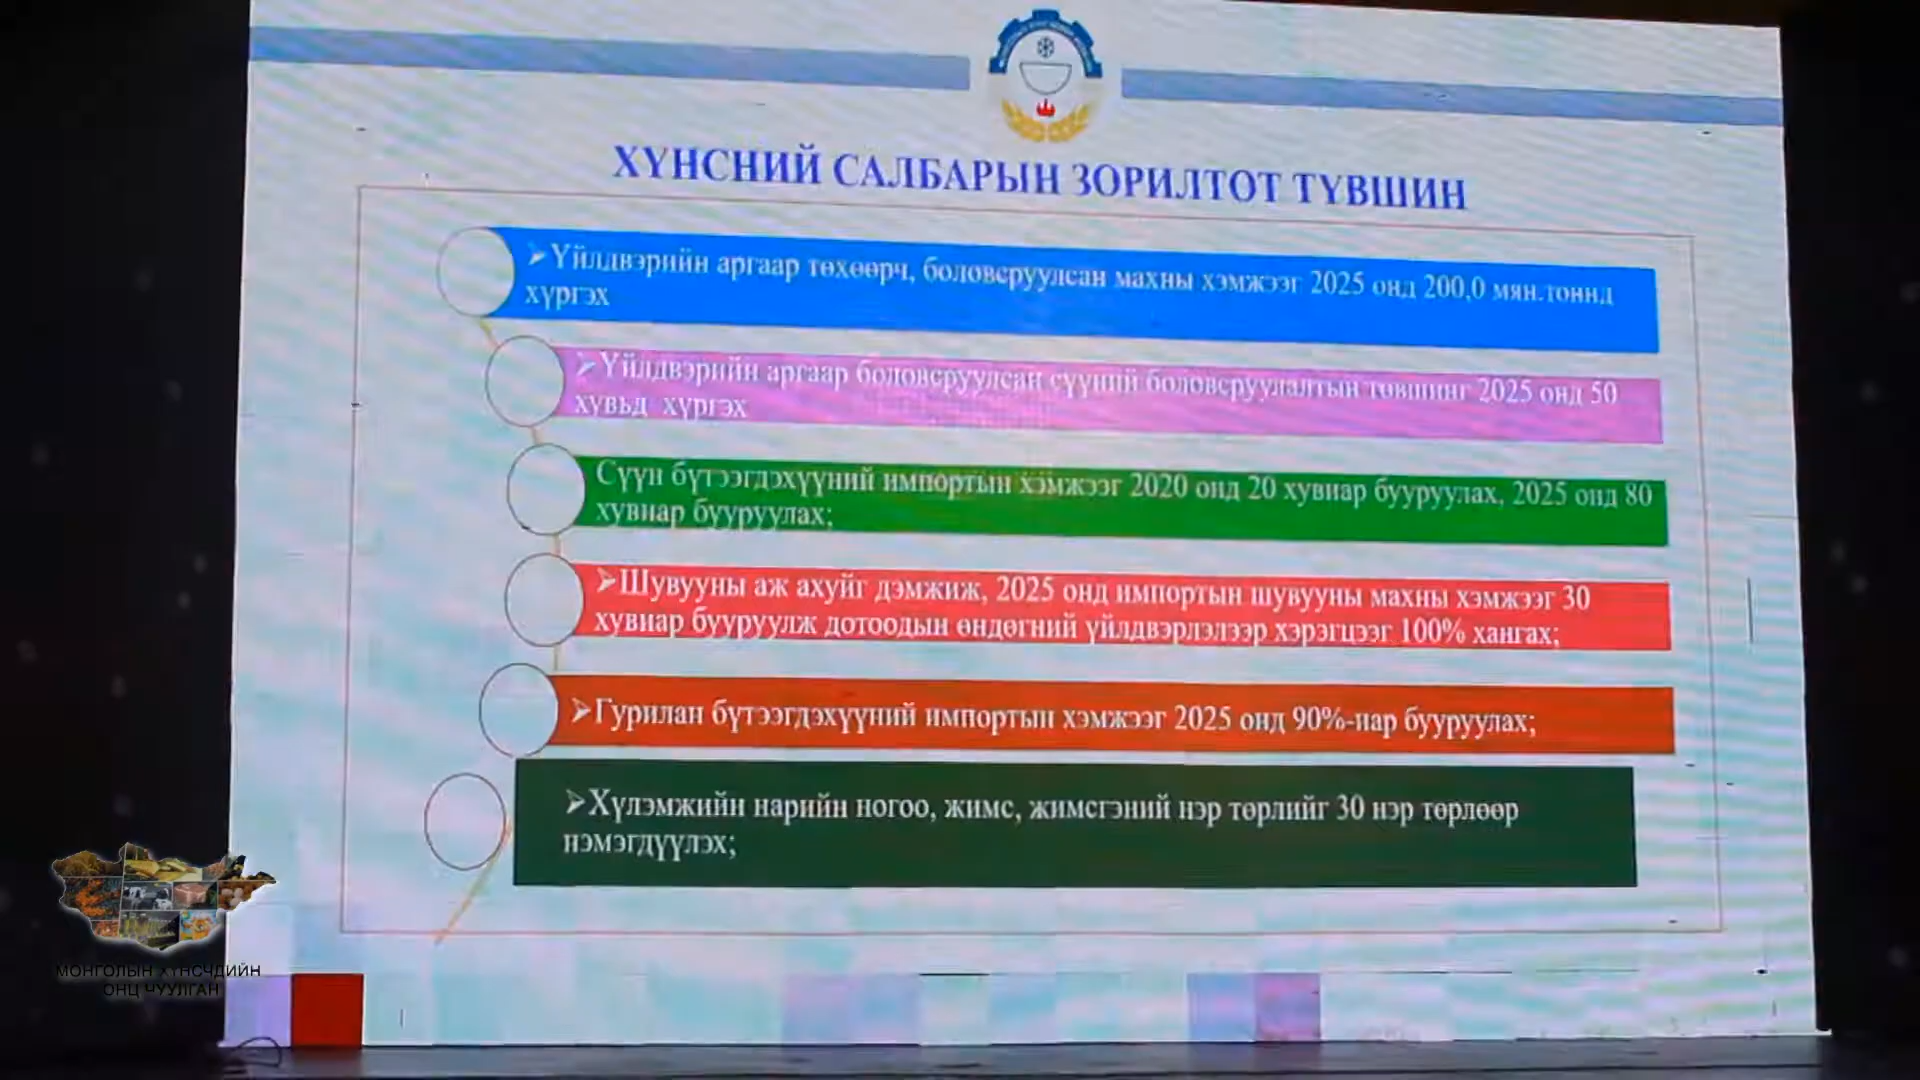 ХҮНСНИЙ САЛБАРЫН ЗОРИЛТОТ ТҮВШИН
➢Үйлдвэрийн аргаар төхөөрч, боловсруулсан махны хэмжээг 2025 онд 200,0 мян.тоннд
хүргэх
➢Үйлдвэрийн аргаар боловсруулсан сүүний боловсруулалтын төвшинг 2025 онд 50
хувьд хүргэх
Сүүн бүтээгдэхүүний импортын хэмжээг 2020 онд 20 хувиар бууруулах, 2025 онд 80
хувиар бууруулах;
➢Шувууны аж ахуйг дэмжиж, 2025 онд импортын шувууны махны хэмжээг 30
хувиар бууруулж дотоодын өндөгний үйлдвэрлэлээр хэрэгцээг 100% хангах;
➢Гурилан бүтээгдэхүүний импортын хэмжээг 2025 онд 90%-иар бууруулах;
➢Хүлэмжийн нарийн ногоо, жимс, жимсгэний нэр төрлийг 30 нэр төрлөөр
нэмэгдүүлэх;
МОНГОЛЫН ХҮНСЧДИЙН
ОНЦ ЧУУЛГАН